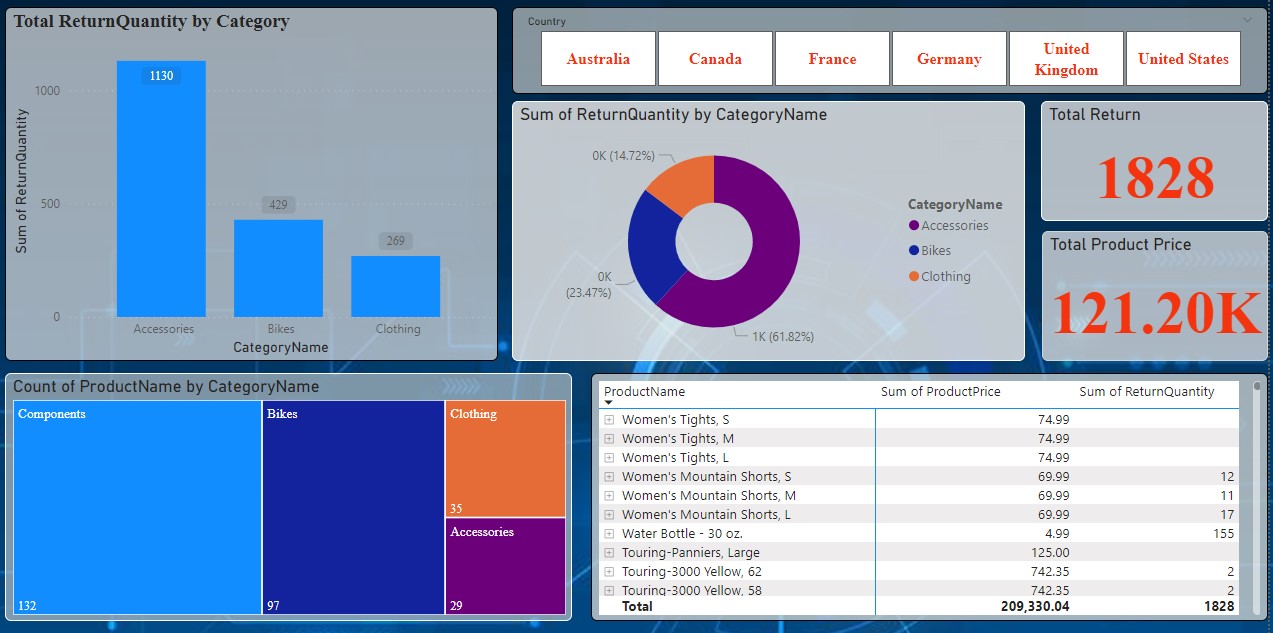 Total ReturnQuantity by Category
Sum of ReturnQuantity
1000
500
0
1130
429
269
Accessories
Bikes
Clothing
CategoryName
Country
Australia
Canada
France
Germany
United
Kingdom
United States
Sum of ReturnQuantity by CategoryName
0K (14.72%)
0K
(23.47%)
1K (61.82%)
CategoryName
Accessories
Bikes
Clothing
Total Return
1828
Total Product Price
121.20K
Count of ProductName by CategoryName
Components
132
Bikes
97
Clothing
35
Accessories
29
ProductName Sum of ProductPrice Sum of ReturnQuantity
Women's Tights, S 74.99
Women's Tights, M 74.99
Women's Tights, L 74.99
Women's Mountain Shorts, S 69.99 12
Women's Mountain Shorts, M 69.99 11
Women's Mountain Shorts, L 69.99 17
Water Bottle - 30 oz. 4.99 155
Touring-Panniers, Large 125.00
Touring-3000 Yellow, 62 742.35 2
Touring-3000 Yellow, 58 742.35 2
Total 209,330.04 1828